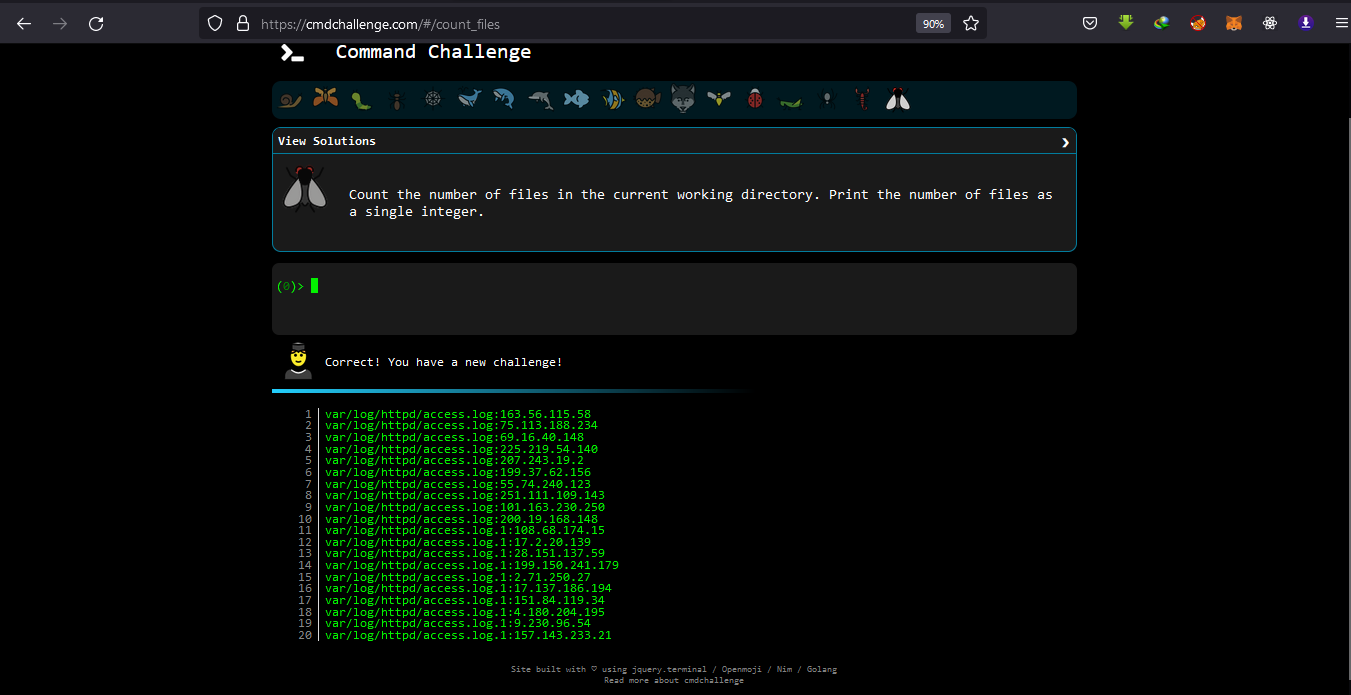 https://cmdchallenge.com/#/count_files
90%
Command Challenge
View Solutions
Count the number of files in the current working directory. Print the number of files as
a single integer.
(0)>
Correct! You have a new challenge!
1 var/log/httpd/access.log:163.56.115.58
2 var/log/httpd/access.log:75.113.188.234
3 var/log/httpd/access.log:69.16.40.148
4 var/log/httpd/access.log:225.219.54.140
5 var/log/httpd/access.log:207.243.19.2
6 var/log/httpd/access.log:199.37.62.156
7 var/log/httpd/access.log:55.74.240.123
8 var/log/httpd/access.log:251.111.109.143
9 var/log/httpd/access.log:101.163.230.250
10 var/log/httpd/access.log:200.19.168.148
11 var/log/httpd/access.log.1:108.68.174.15
12 var/log/httpd/access.log.1:17.2.20.139
13 var/log/httpd/access.log.1:28.151.137.59
14 var/log/httpd/access.log.1:199.150.241.179
15 var/log/httpd/access.log.1:2.71.250.27
16 var/log/httpd/access.log.1:17.137.186.194
17 var/log/httpd/access.log.1:151.84.119.34
18 var/log/httpd/access.log.1:4.180.204.195
19 var/log/httpd/access.log.1:9.230.96.54
20 var/log/httpd/access.log.1:157.143.233.21
Site built with ♡ using jquery.terminal / Openmoji / Nim / Golang
Read more about cmdchallenge